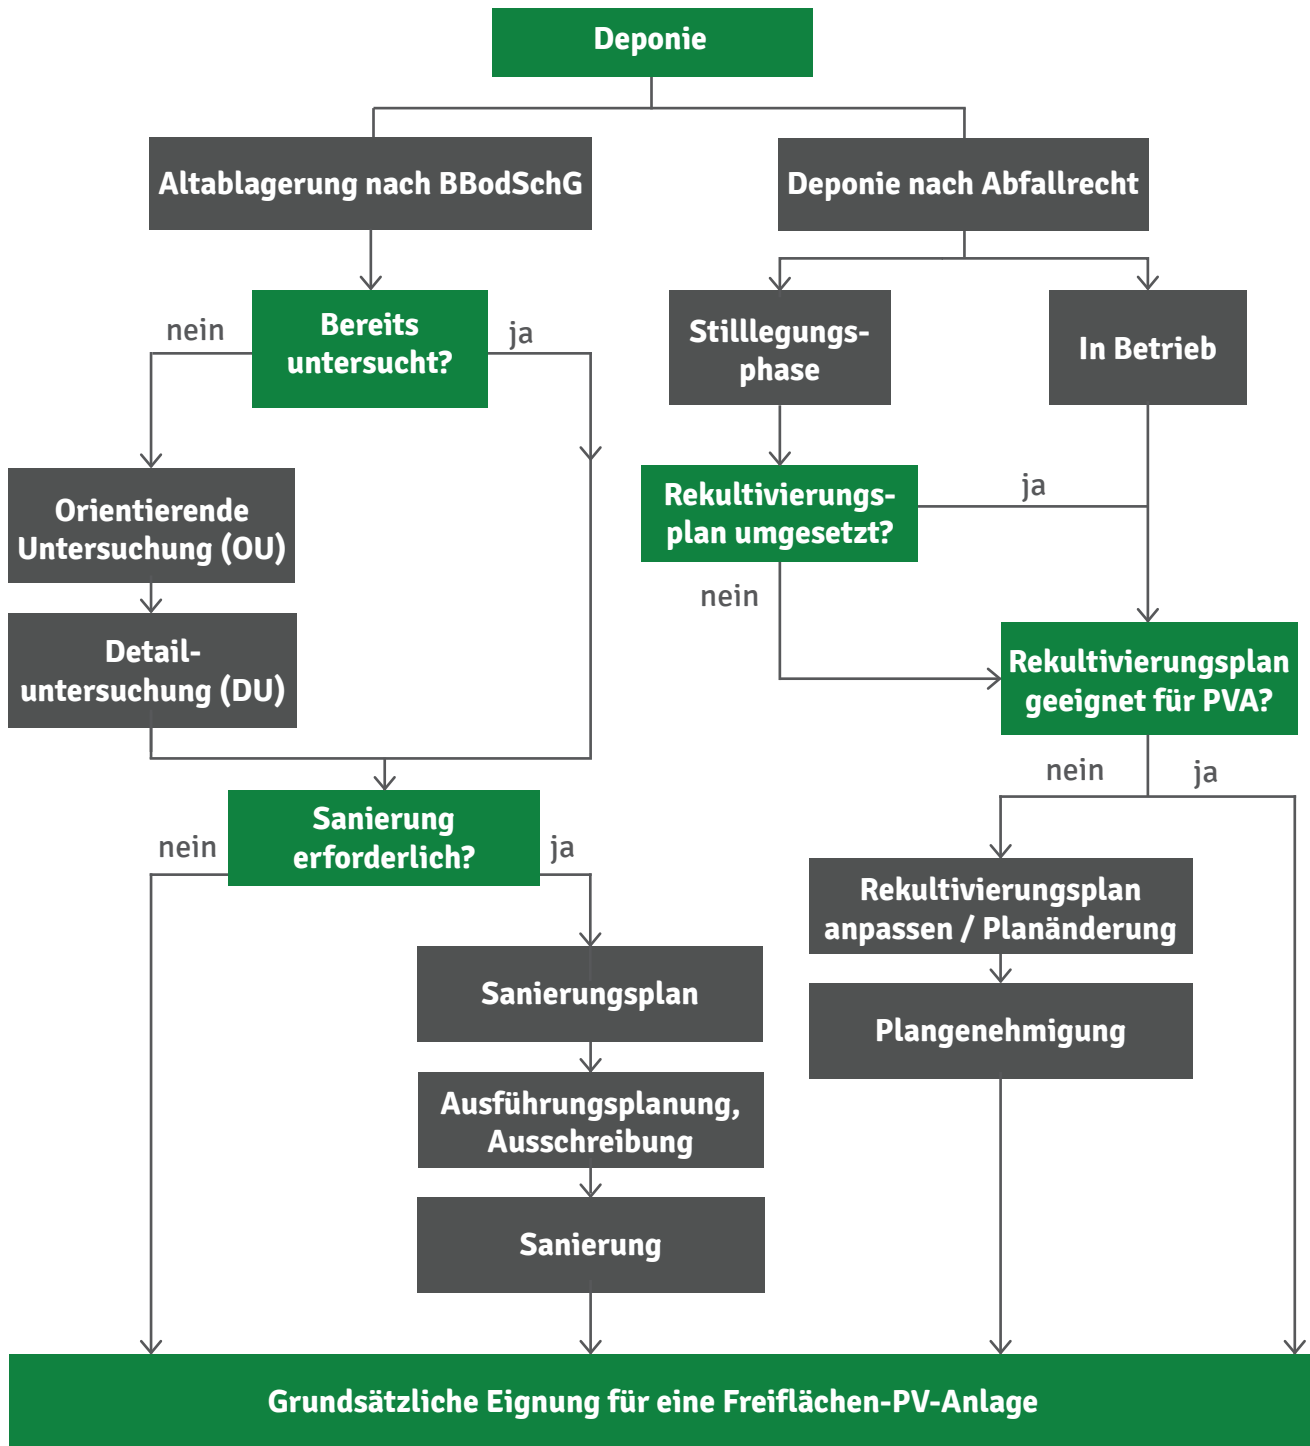 Deponie
Altablagerung nach BBodSchG
Deponie nach Abfallrecht
nein
Bereits
untersucht?
ja
Stilllegungs-
phase
In Betrieb
Orientierende
Untersuchung (OU)
Rekultivierungs-
plan umgesetzt?
ja
nein
Detail-
untersuchung (DU)
Rekultivierungsplan
geeignet für PVA?
nein
ja
nein
Sanierung
erforderlich?
ja
Rekultivierungsplan
anpassen / Planänderung
Sanierungsplan
Plangenehmigung
Ausführungsplanung,
Ausschreibung
Sanierung
Grundsätzliche Eignung für eine Freiflächen-PV-Anlage